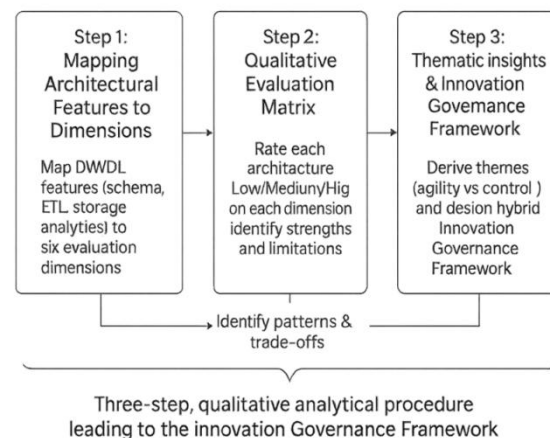 Step 1:
Mapping
Architectural
Features to
Dimensions
Map DWDL
features (schema,
ETL storage
analyties) to
six evaluation
dimensions
Step 2:
Qualitative
Evaluation
Matrix
Rate each
architacture
Low/Mediuny/Hig
on each dimension
identify strengths
and limitations
Step 3:
Thematic insights
& Innovation
Governance
Framework
Derive themes
(agility vs control )
and desion hybrid
Innovation
Governance
Framework
Identify patterns &
trade-offs
Three-step, qualitative analytical procedure
leading to the innovation Governance Framework